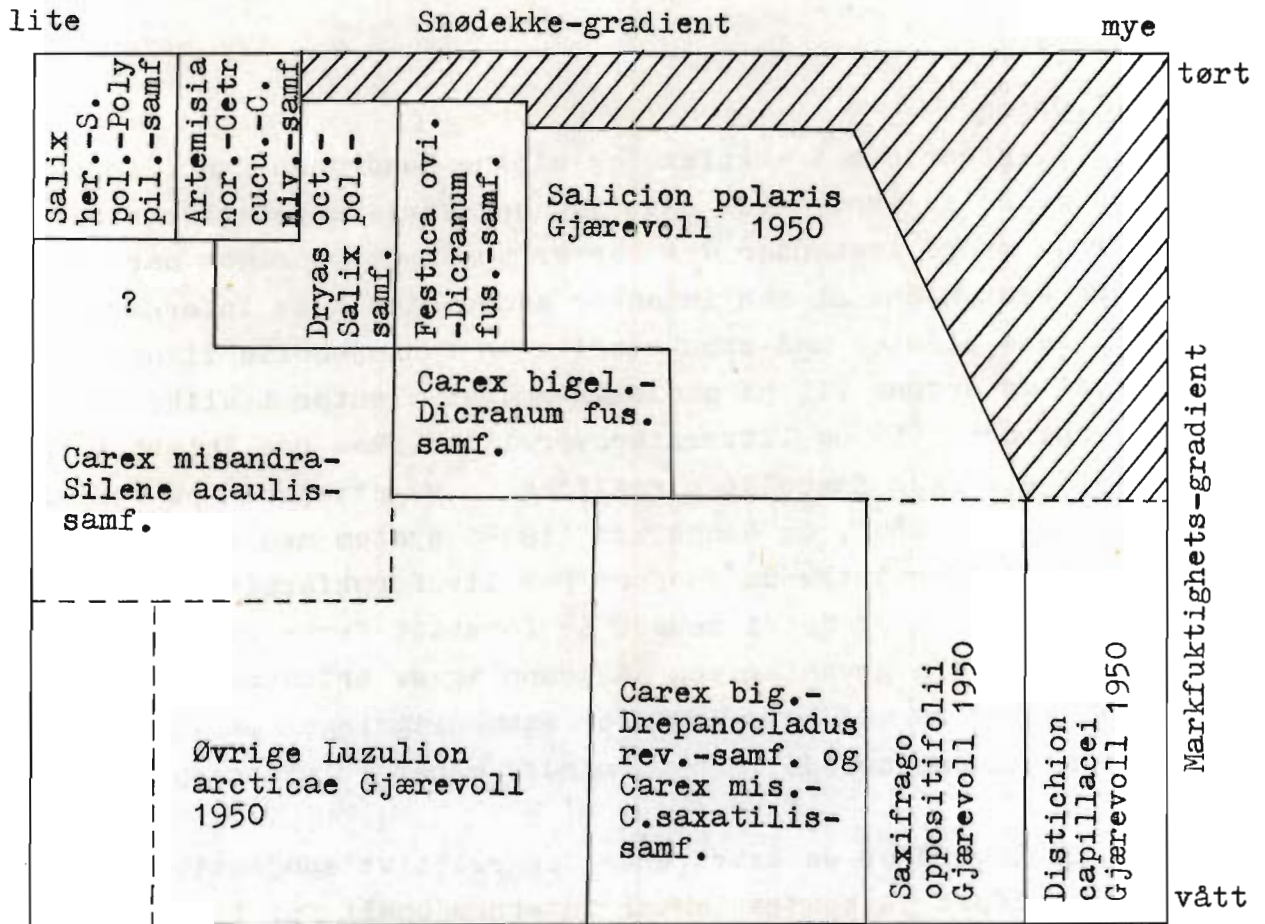 lite
Snødekke-gradient
mye
tørt
Salix
her.-S.
pol.-Poly
pil.-samf
Artemisia
nor.-Cetr
cucu.-C.
niv.-samf
Dryas oct-
Salix pol-
samf.
Festuca ovi.
-Dicranum
fus.-samf
Salicion polaris
Gjærevoll 1950
?
Carex bigel.-
Dicranum fus.
samf.
Carex misandra-
Silene acaulis-
samf.
Markfuktighets-gradient
Øvrige Luzulion
arcticae Gjærevoll
1950
Carex big.-
Drepanocladus
rev.-samf. og
Carex mis.-
C.saxatilis-
samf.
Saxifrago
oppositifolii
Gjærevoll 1950
Distichion
capillacei
Gjærevoll 1950
vått